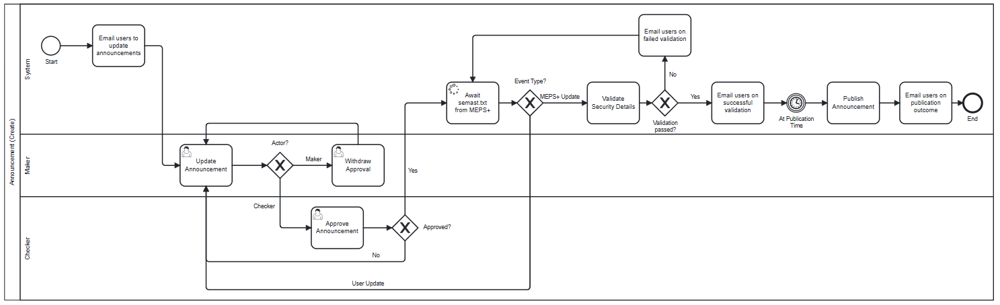 Announcement (Create)
System
Start
Email users to
update
announcements
Email users on
failed validation
No
Await
semast.txt
from MEPS+
Event Type?
MEPS+ Update
Validate
Security Details
Validation
passed?
Yes
Email users on
successful
validation
At Publication
Time
Publish
Announcement
Email users on
publication
outcome
End
Maker
Update
Announcement
Actor?
Maker
Withdraw
Approval
Yes
Checker
Checker
Approve
Announcement
Approved?
No
User Update